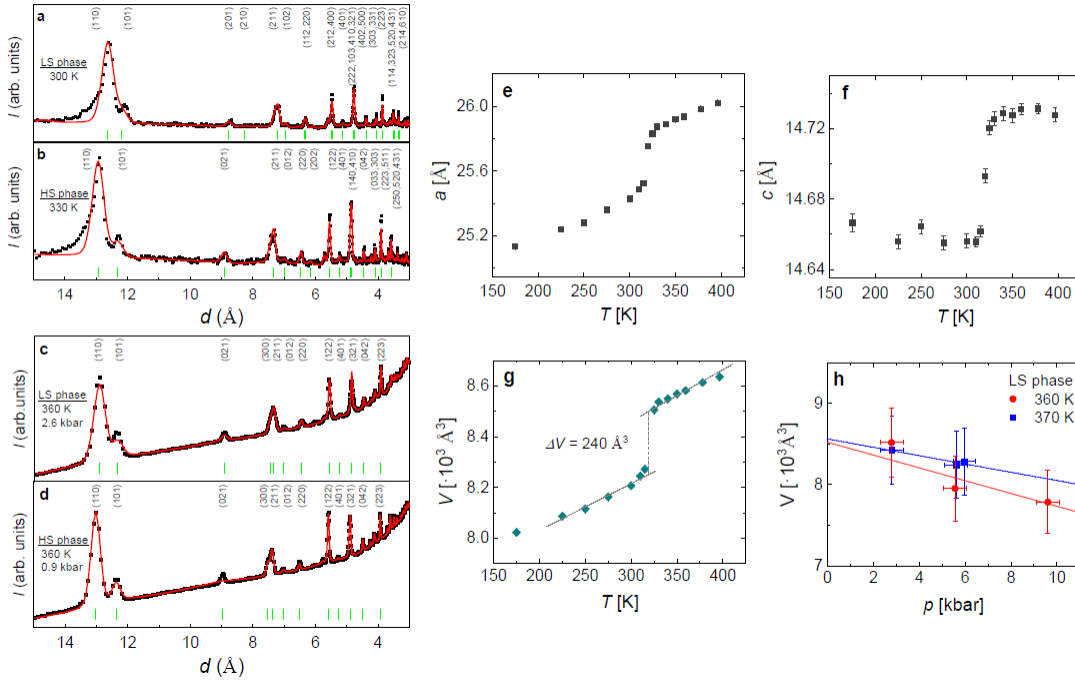 a
(110)
(101)
(201)
(210)
(211)
(102)
(112,220)
(212,400)
(401)
(222,103,410,321)
(402,500)
(303,331)
(223)
(114,323,520,431)
(214,610)
LS phase
300 K
I (arb. units)
b
(110)
(101)
(021)
(211)
(012)
(220)
(202)
(122)
(401)
(140,410)
(042)
(033,303)
(223,511)
(250,520,431)
HS phase
330 K
I (arb. units)
14 12 10 8 6 4
d (Å)
c
(110)
(101)
(021)
(300)
(211)
(012)
(220)
(122)
(401)
(321)
(042)
(223)
LS phase
360 K
2.6 kbar
I (arb.units)
d
(110)
(101)
(021)
(300)
(211)
(012)
(220)
(122)
(401)
(321)
(042)
(223)
HS phase
360 K
0.9 kbar
I (arb. units)
14 12 10 8 6 4
d (Å)
e
26.0
25.6
25.2
a [Å]
150 200 250 300 350 400
T [K]
f
14.72
14.68
14.64
c [Å]
150 200 250 300 350 400
T [K]
g
8.6
8.4
8.2
8.0
V [·10³ Å³]
ΔV = 240 Å³
150 200 250 300 350 400
T [K]
h
LS phase
360 K
370 K
9
8
7
V [·10³ Å³]
0 2 4 6 8 10
p [kbar]